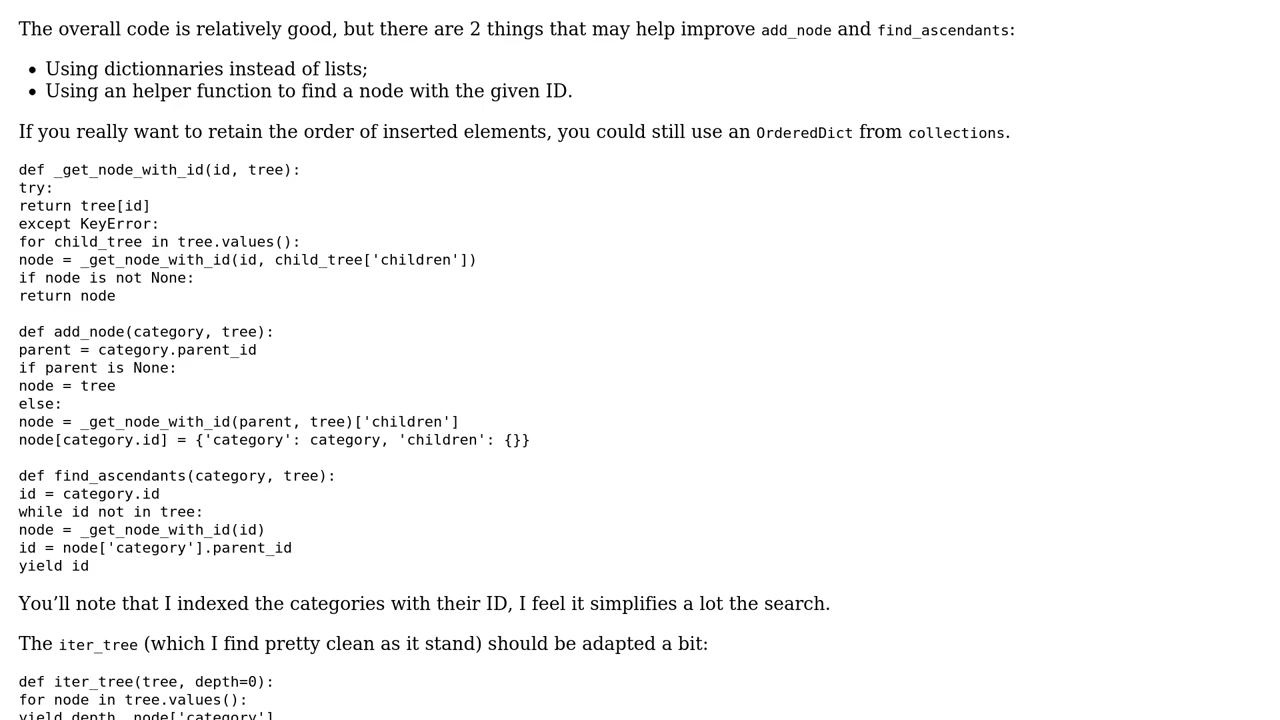 The overall code is relatively good, but there are 2 things that may help improve add_node and find_ascendants:
• Using dictionnaries instead of lists;
• Using an helper function to find a node with the given ID.
If you really want to retain the order of inserted elements, you could still use an OrderedDict from collections.
def _get_node_with_id(id, tree):
try:
return tree[id]
except KeyError:
for child_tree in tree.values():
node = _get_node_with_id(id, child_tree['children'])
if node is not None:
return node
def add_node(category, tree):
parent = category.parent_id
if parent is None:
node = tree
else:
node = _get_node_with_id(parent, tree)['children']
node[category.id] = {'category': category, 'children': {}}
def find_ascendants(category, tree):
id = category.id
while id not in tree:
node = _get_node_with_id(id)
id = node['category'].parent_id
yield id
You’ll note that I indexed the categories with their ID, I feel it simplifies a lot the search.
The iter_tree (which I find pretty clean as it stand) should be adapted a bit:
def iter_tree(tree, depth=0):
for node in tree.values():
yield depth, node['category']